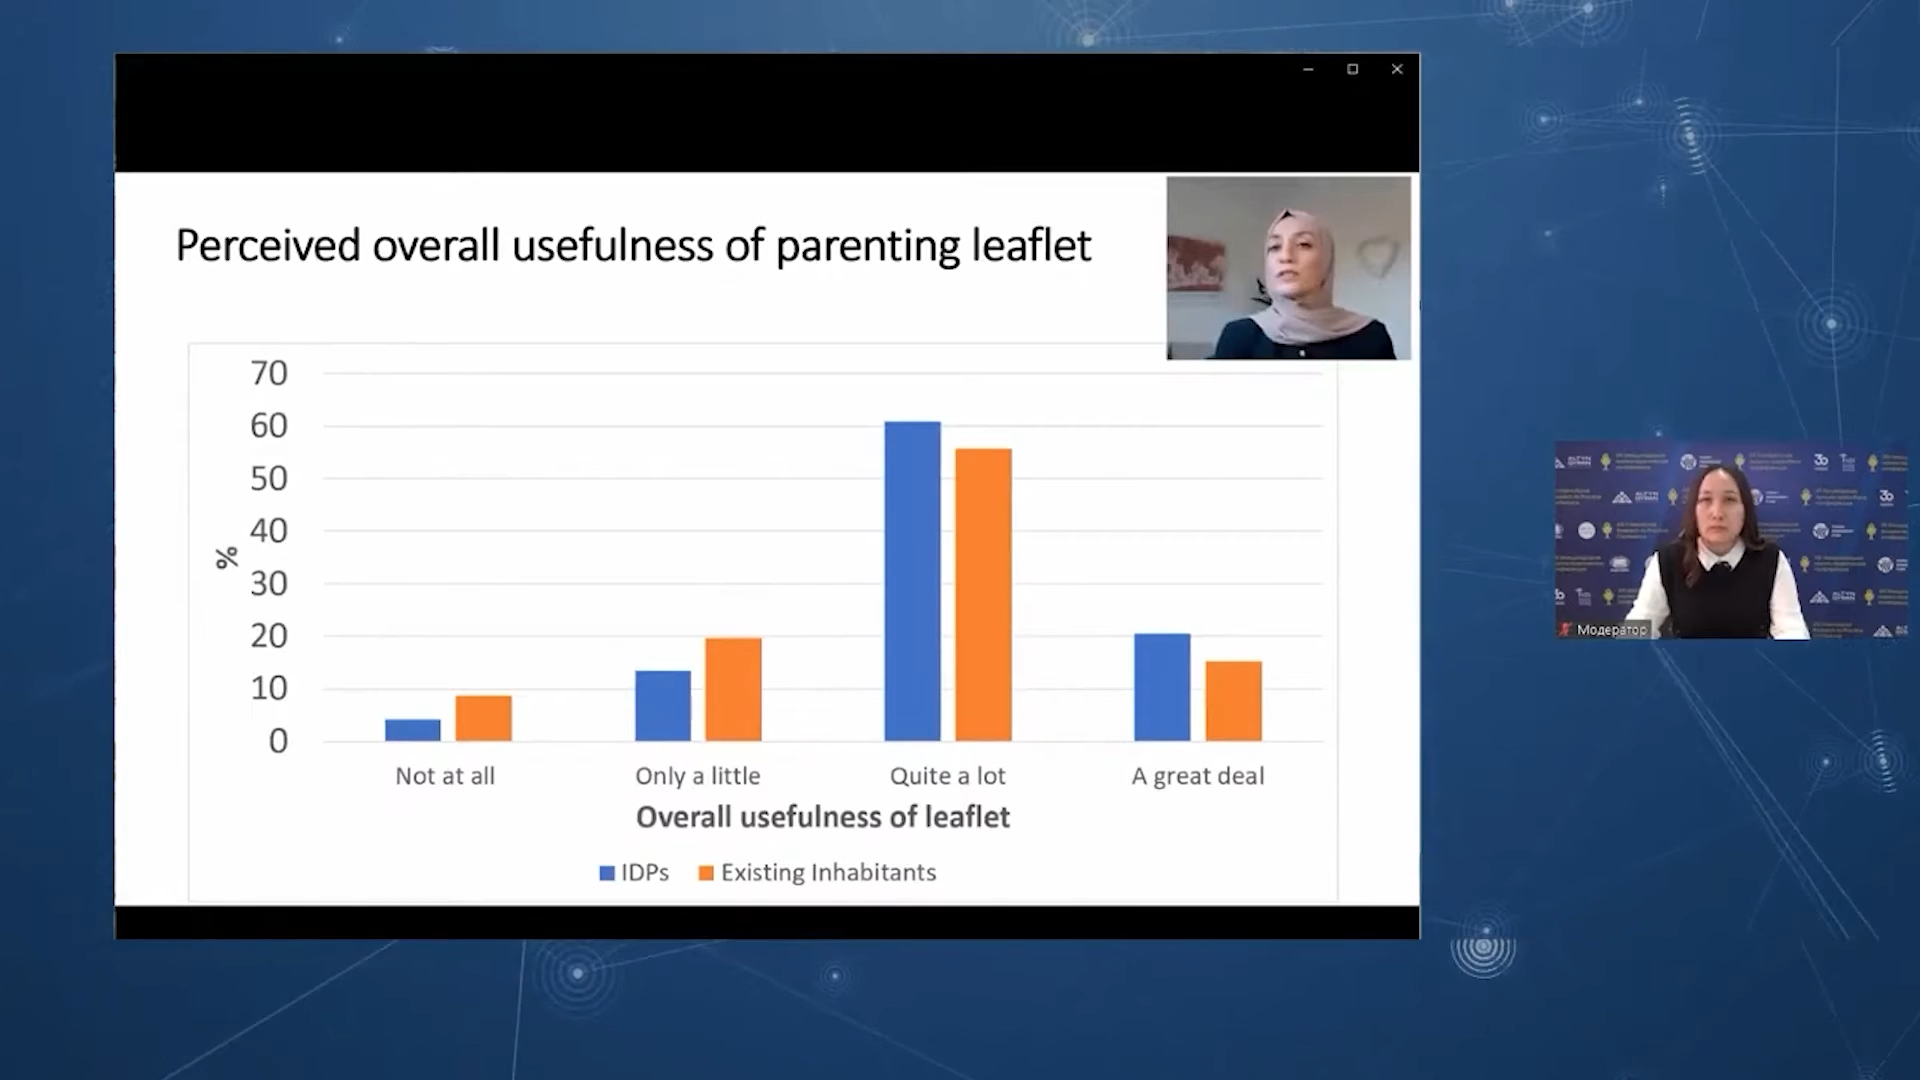 Perceived overall usefulness of parenting leaflet
70
60
50
40
30
20
10
0
%
Not at all
Only a little
Quite a lot
A great deal
Overall usefulness of leaflet
IDPs
Existing Inhabitants
Модератор